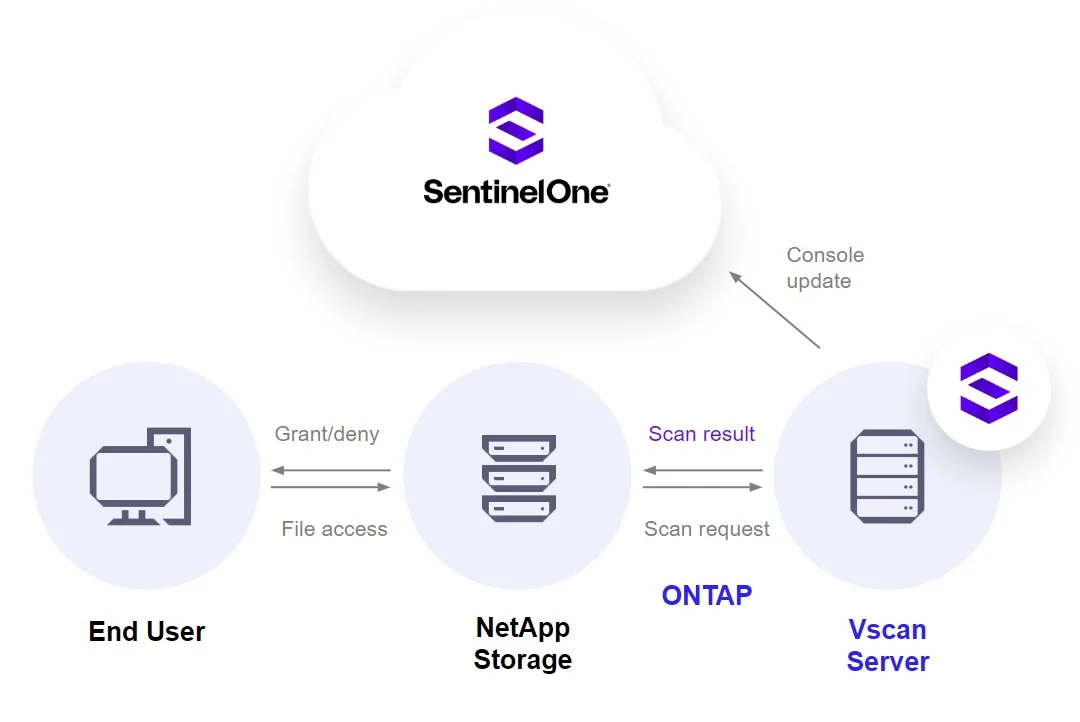 SentinelOne
Console
update
Grant/deny
File access
Scan result
Scan request
ONTAP
End User
NetApp
Storage
Vscan
Server